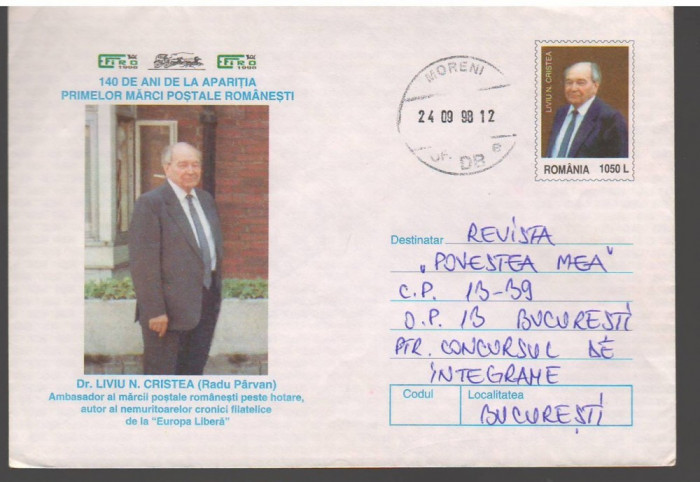 EFIRO
1998
EFIRO
1998
140 DE ANI DE LA APARIȚIA
PRIMELOR MĂRCI POȘTALE ROMÂNEȘTI
Dr. LIVIU N. CRISTEA (Radu Pârvan)
Ambasador al mărcii poștale românești peste hotare,
autor al nemuritoarelor cronici filatelice
de la "Europa Liberă"
MORENI
24 09 98 12
DB e
LIVIU N. CRISTEA
ROMÂNIA 1050 L
Destinatar REVISTA
„POVESTEA MEA"
C.P. 13-39
O.P. 13 BUCUREȘTI
PTR. CONCURSUL DE
INTEGRAME
Codul Localitatea
BUCUREȘTI